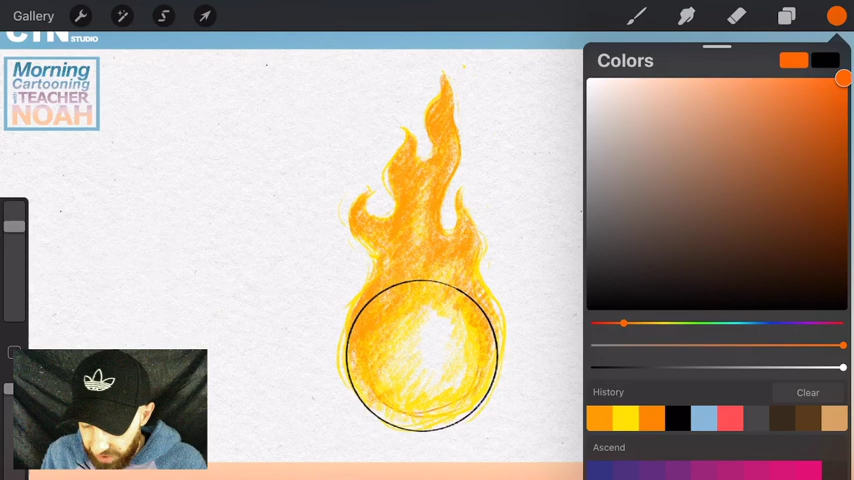 Gallery
STUDIO
Morning
Cartooning
TEACHER
NOAH
Colors
History
Clear
Ascend